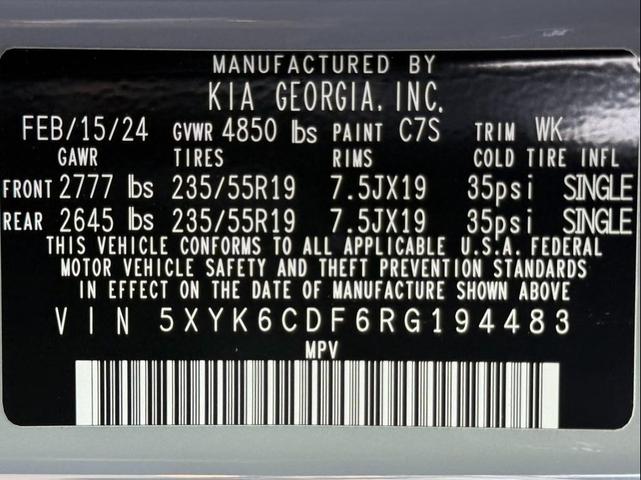 MANUFACTURED BY
KIA GEORGIA, INC.
FEB/15/24 GVWR 4850 lbs PAINT C7S TRIM WK
GAWR TIRES RIMS COLD TIRE INFL
FRONT 2777 lbs 235/55R19 7.5JX19 35psi SINGLE
REAR 2645 lbs 235/55R19 7.5JX19 35psi SINGLE
THIS VEHICLE CONFORMS TO ALL APPLICABLE U.S.A. FEDERAL
MOTOR VEHICLE SAFETY AND THEFT PREVENTION STANDARDS
IN EFFECT ON THE DATE OF MANUFACTURE SHOWN ABOVE
VIN 5XYK6CDF6RG194483
MPV